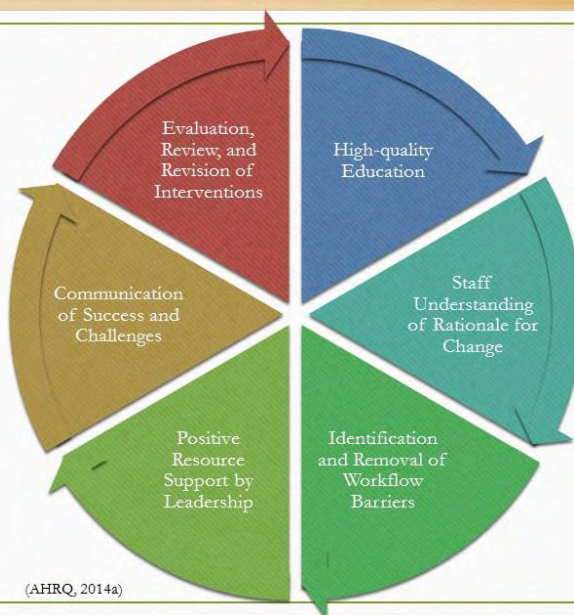 High-quality
Education
Staff
Understanding
of Rationale for
Change
Identification
and Removal of
Workflow
Barriers
Positive
Resource
Support by
Leadership
Communication
of Success and
Challenges
Evaluation,
Review, and
Revision of
Interventions
(AHRQ, 2014a)